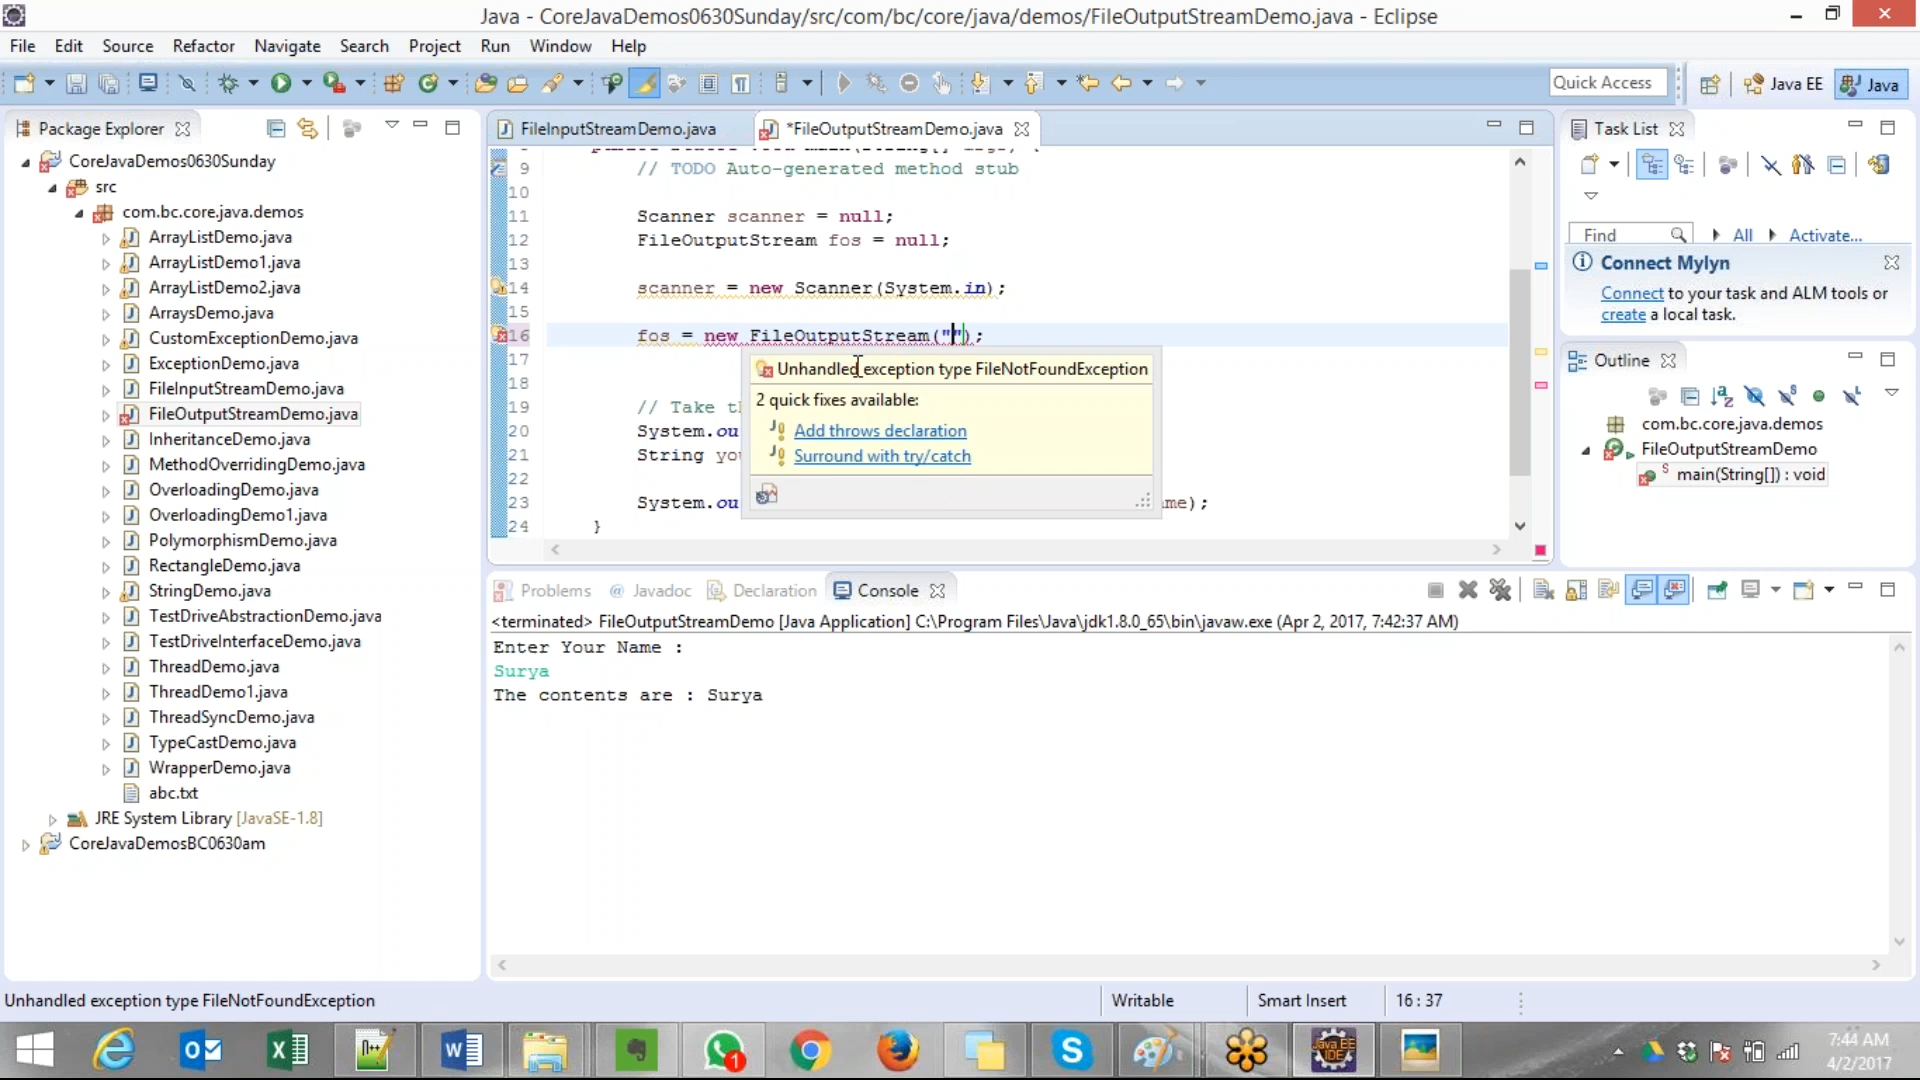 Java - CoreJavaDemos0630Sunday/src/com/bc/core/java/demos/FileOutputStreamDemo.java - Eclipse
File Edit Source Refactor Navigate Search Project Run Window Help
Quick Access
Java EE
Java
Package Explorer
CoreJavaDemos0630Sunday
src
com.bc.core.java.demos
ArrayListDemo.java
ArrayListDemo1.java
ArrayListDemo2.java
ArraysDemo.java
CustomExceptionDemo.java
ExceptionDemo.java
FileInputStreamDemo.java
FileOutputStreamDemo.java
InheritanceDemo.java
MethodOverridingDemo.java
OverloadingDemo.java
OverloadingDemo1.java
PolymorphismDemo.java
RectangleDemo.java
StringDemo.java
TestDriveAbstractionDemo.java
TestDriveInterfaceDemo.java
ThreadDemo.java
ThreadDemo1.java
ThreadSyncDemo.java
TypeCastDemo.java
WrapperDemo.java
abc.txt
JRE System Library [JavaSE-1.8]
CoreJavaDemosBC0630am
FileInputStreamDemo.java
*FileOutputStreamDemo.java
9 // TODO Auto-generated method stub
10
11 Scanner scanner = null;
12 FileOutputStream fos = null;
13
14 scanner = new Scanner(System.in);
15
16 fos = new FileOutputStream("");
17
18
19 // Take t
20 System.ou
21 String yo
22
23 System.ou me);
24 }
Unhandled exception type FileNotFoundException
2 quick fixes available:
Add throws declaration
Surround with try/catch
Task List
Find
All
Activate...
Connect Mylyn
Connect to your task and ALM tools or
create a local task.
Outline
com.bc.core.java.demos
FileOutputStreamDemo
main(String[]) : void
Problems
Javadoc
Declaration
Console
<terminated> FileOutputStreamDemo [Java Application] C:\Program Files\Java\jdk1.8.0_65\bin\javaw.exe (Apr 2, 2017, 7:42:37 AM)
Enter Your Name :
Surya
The contents are : Surya
Unhandled exception type FileNotFoundException
Writable
Smart Insert
16 : 37
Java EE
IDE
1
7:44 AM
4/2/2017